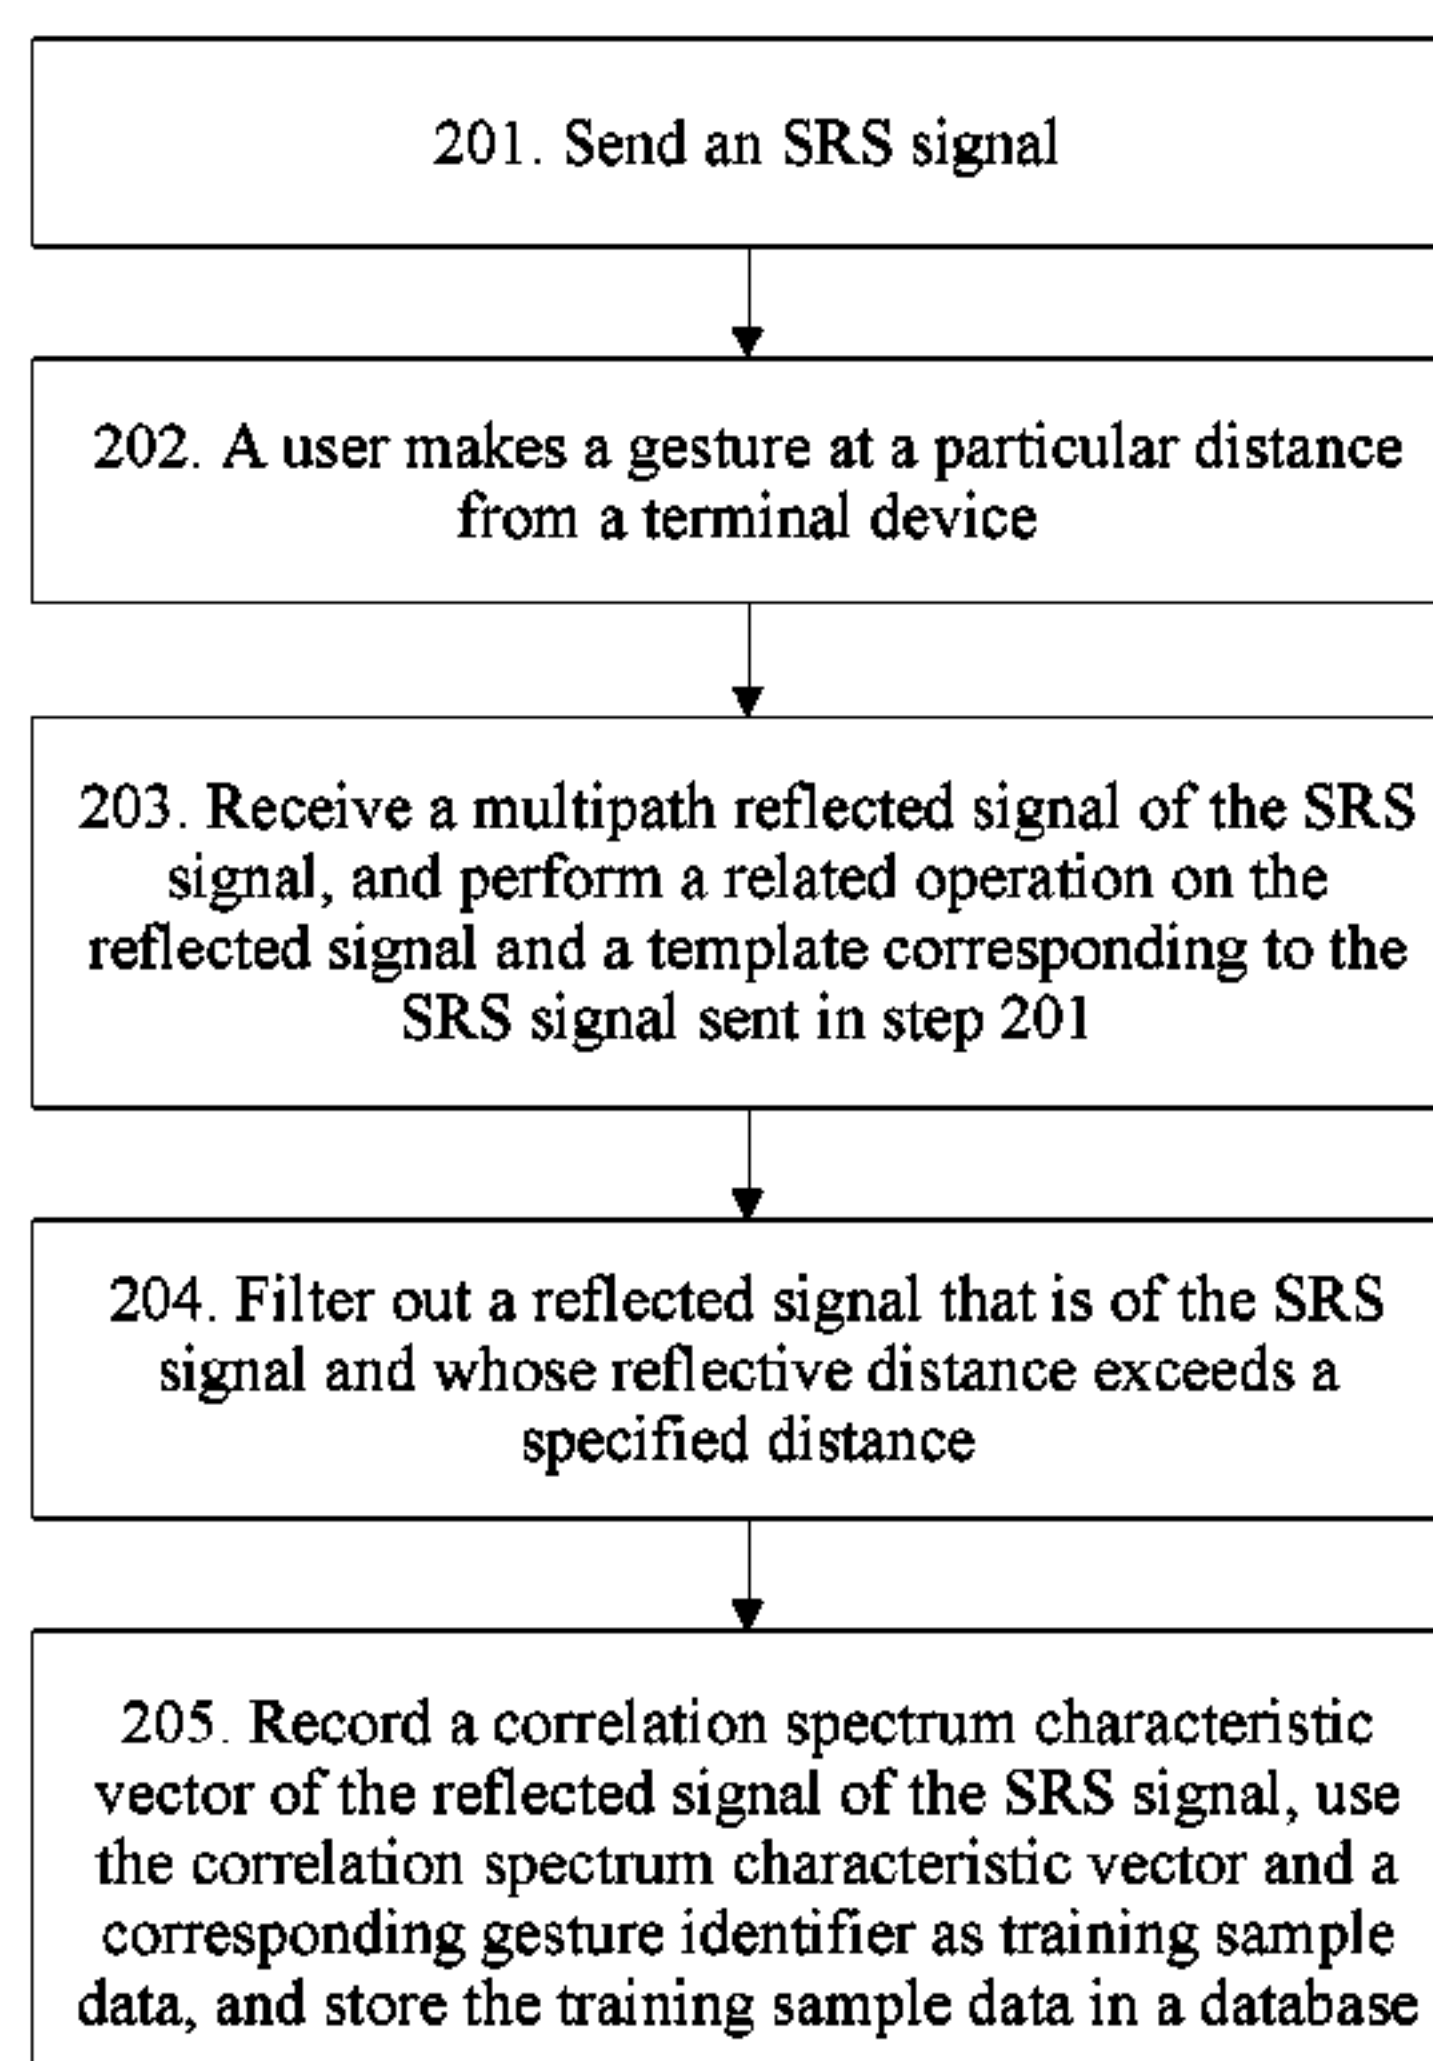 201. Send an SRS signal
202. A user makes a gesture at a particular distance
from a terminal device
203. Receive a multipath reflected signal of the SRS
signal, and perform a related operation on the
reflected signal and a template corresponding to the
SRS signal sent in step 201
204. Filter out a reflected signal that is of the SRS
signal and whose reflective distance exceeds a
specified distance
205. Record a correlation spectrum characteristic
vector of the reflected signal of the SRS signal, use
the correlation spectrum characteristic vector and a
corresponding gesture identifier as training sample
data, and store the training sample data in a database